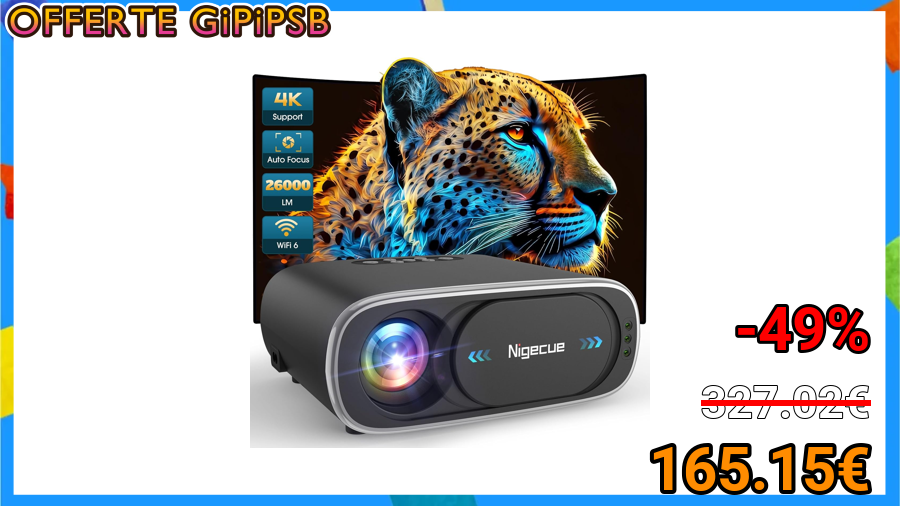 OFFERTE GiPiPSB
4K
Support
Auto Focus
26000
LM
WiFi 6
Nigecue
-49%
327.02€
165.15€